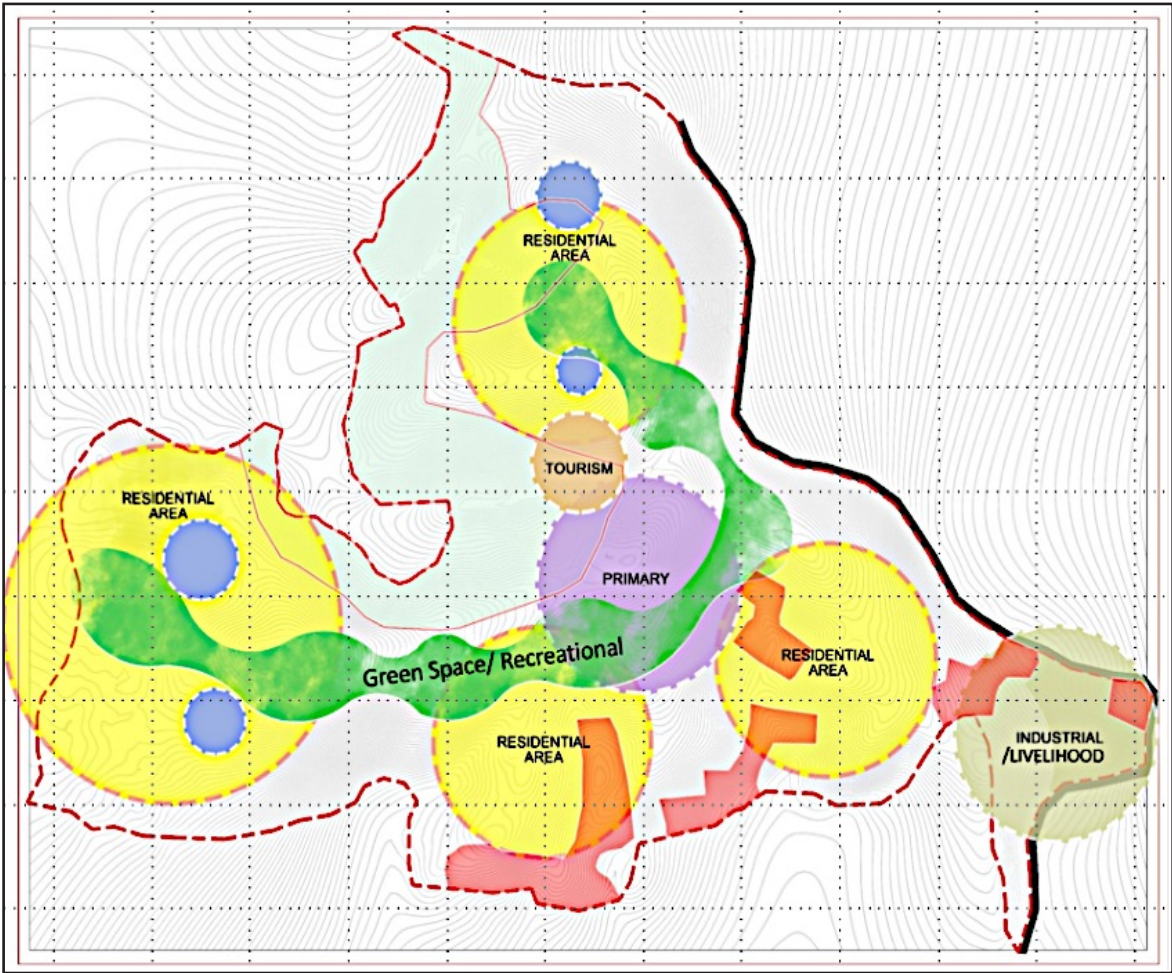 RESIDENTIAL
AREA
TOURISM
RESIDENTIAL
AREA
PRIMARY
Green Space/ Recreational
RESIDENTIAL
AREA
RESIDENTIAL
AREA
INDUSTRIAL
/LIVELIHOOD